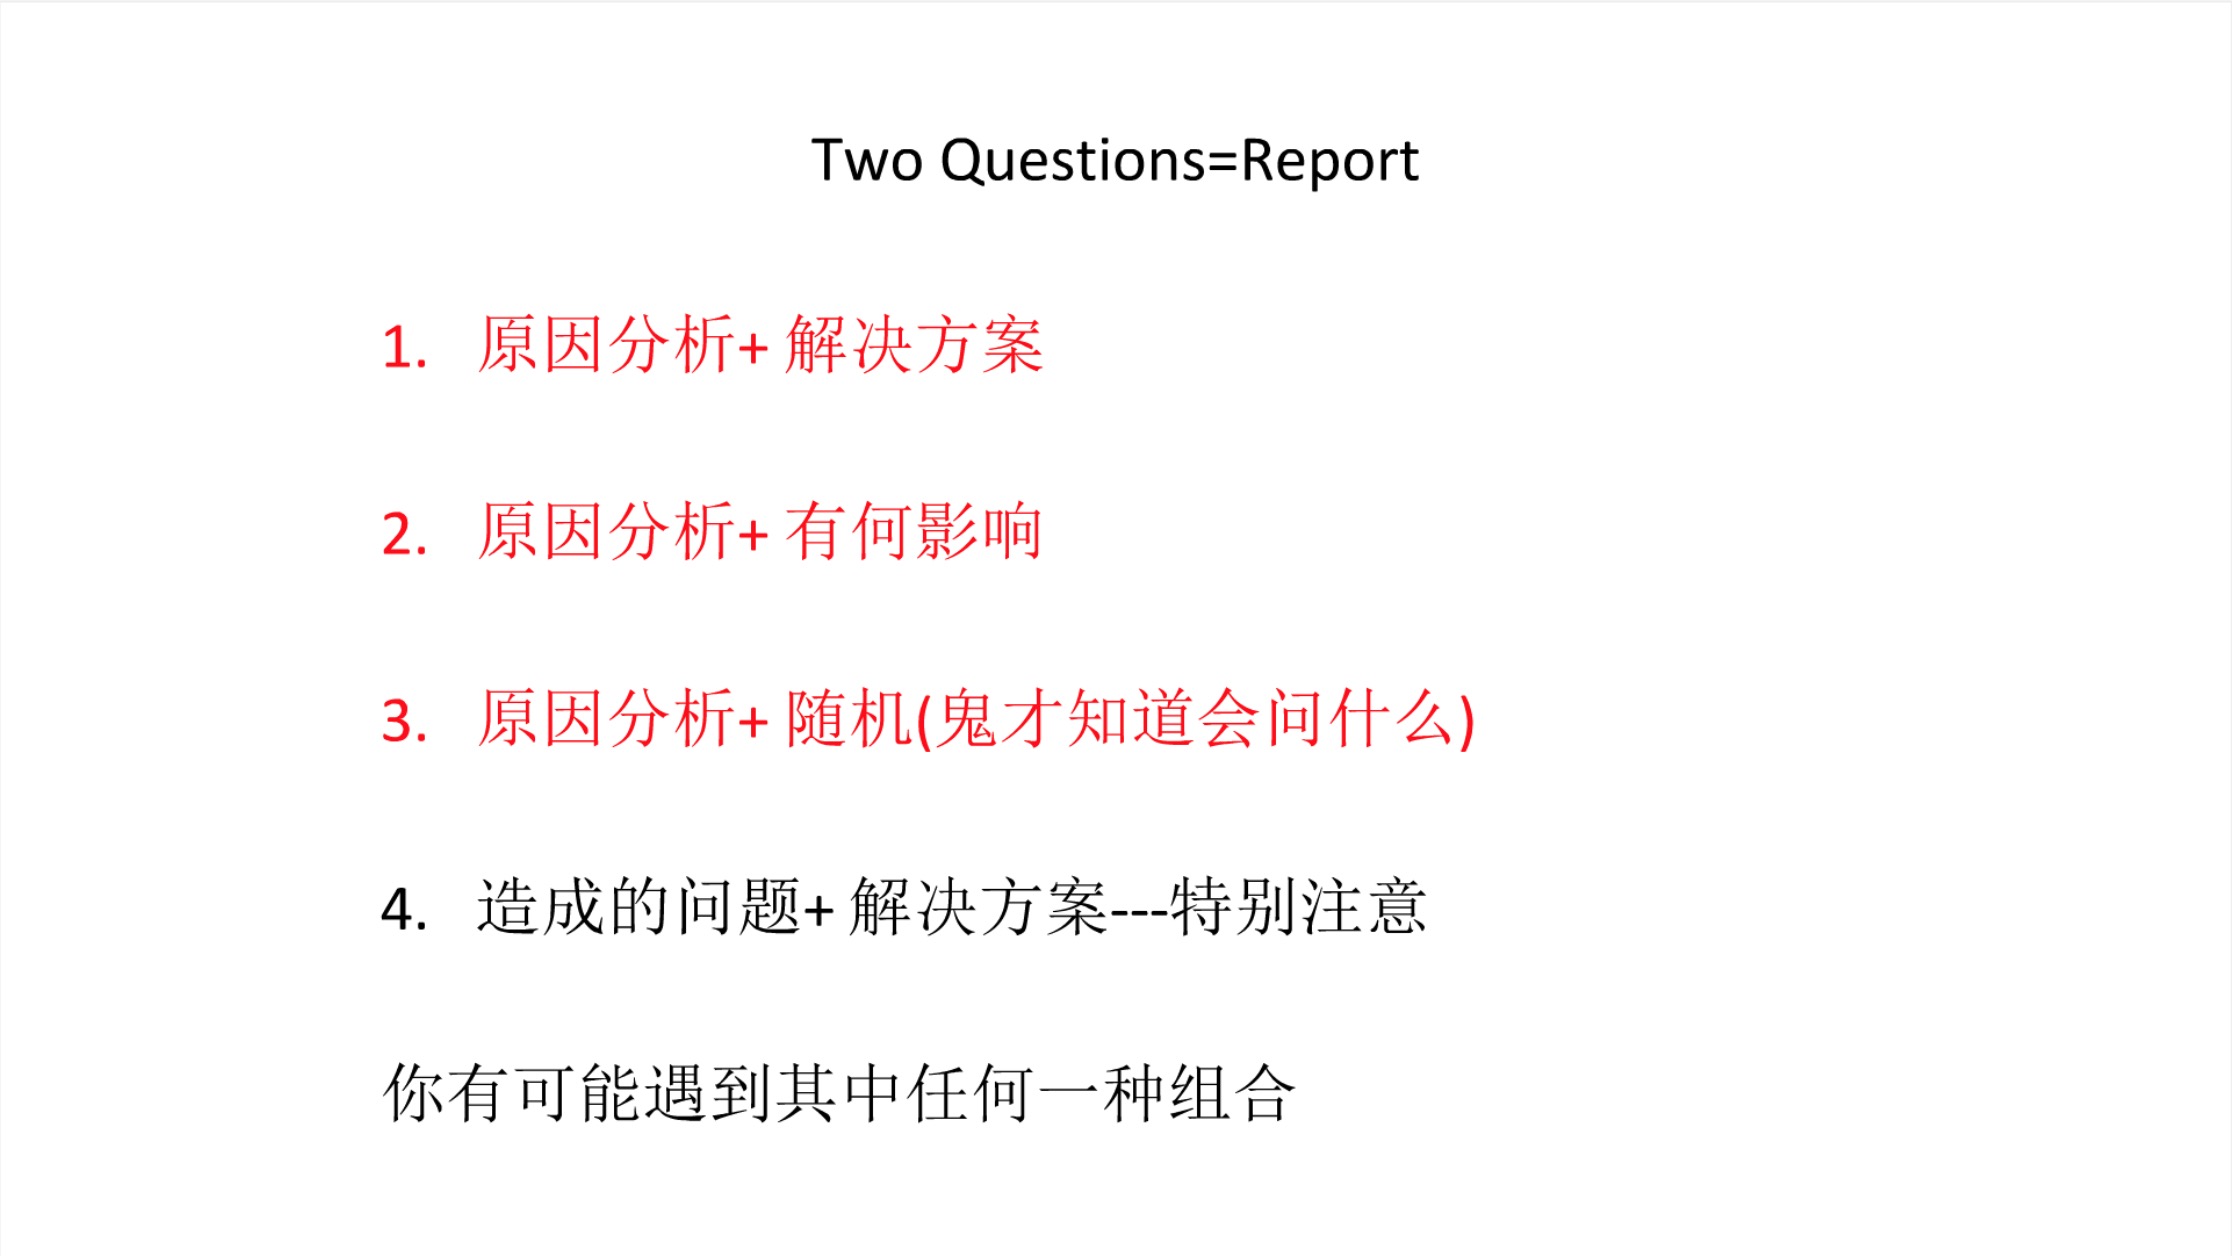 Two Questions=Report
1. 原因分析+ 解决方案
2. 原因分析+ 有何影响
3. 原因分析+ 随机(鬼才知道会问什么)
4. 造成的问题+ 解决方案---特别注意
你有可能遇到其中任何一种组合